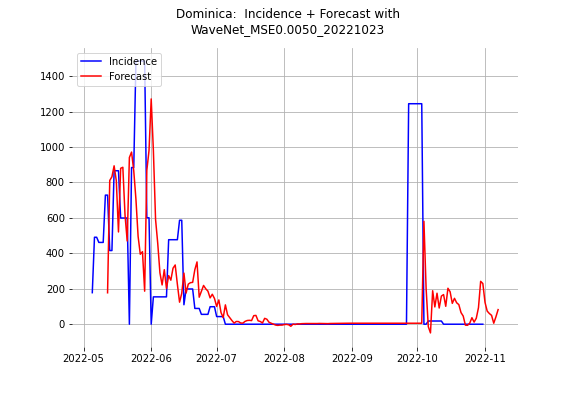 Dominica:  Incidence + Forecast with
WaveNet_MSE0.0050_20221023
Incidence
Forecast
1400
1200
1000
800
600
400
200
0
2022-05 2022-06 2022-07 2022-08 2022-09 2022-10 2022-11